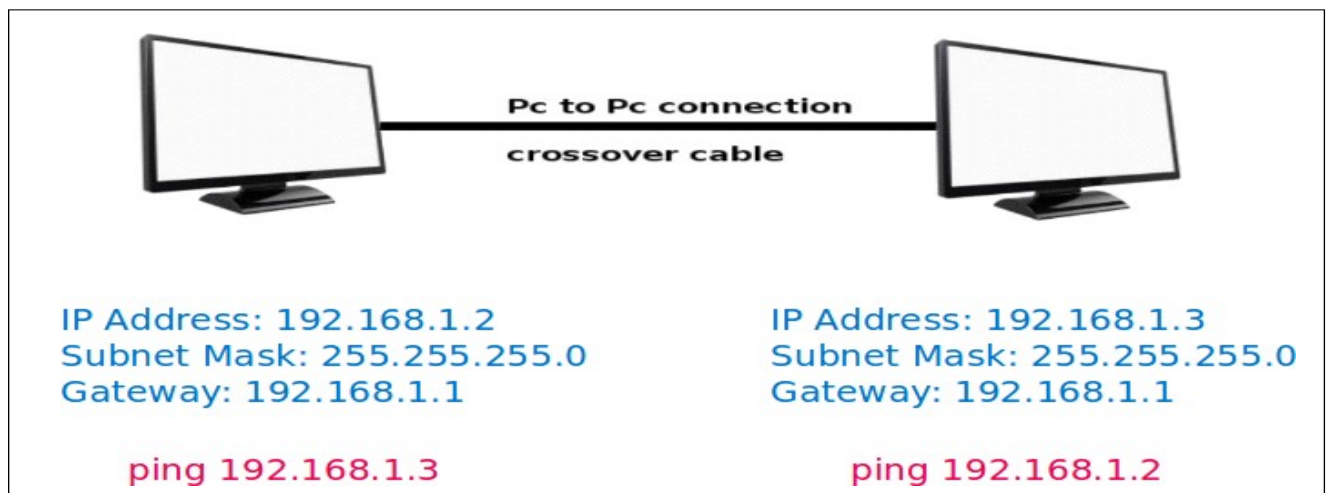 Pc to Pc connection
crossover cable
IP Address: 192.168.1.2
Subnet Mask: 255.255.255.0
Gateway: 192.168.1.1
ping 192.168.1.3
IP Address: 192.168.1.3
Subnet Mask: 255.255.255.0
Gateway: 192.168.1.1
ping 192.168.1.2